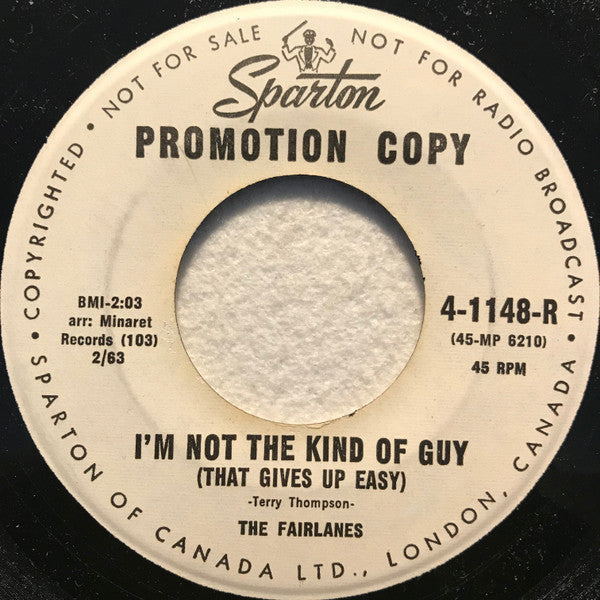 COPYRIGHTED • NOT FOR SALE
NOT FOR RADIO BROADCAST •
Sparton
PROMOTION COPY
BMI-2:03
arr: Minaret
Records (103)
2/63
4-1148-R
(45-MP 6210)
45 RPM
I'M NOT THE KIND OF GUY
(THAT GIVES UP EASY)
-Terry Thompson-
THE FAIRLANES
• SPARTON OF CANADA LTD., LONDON, CANADA •